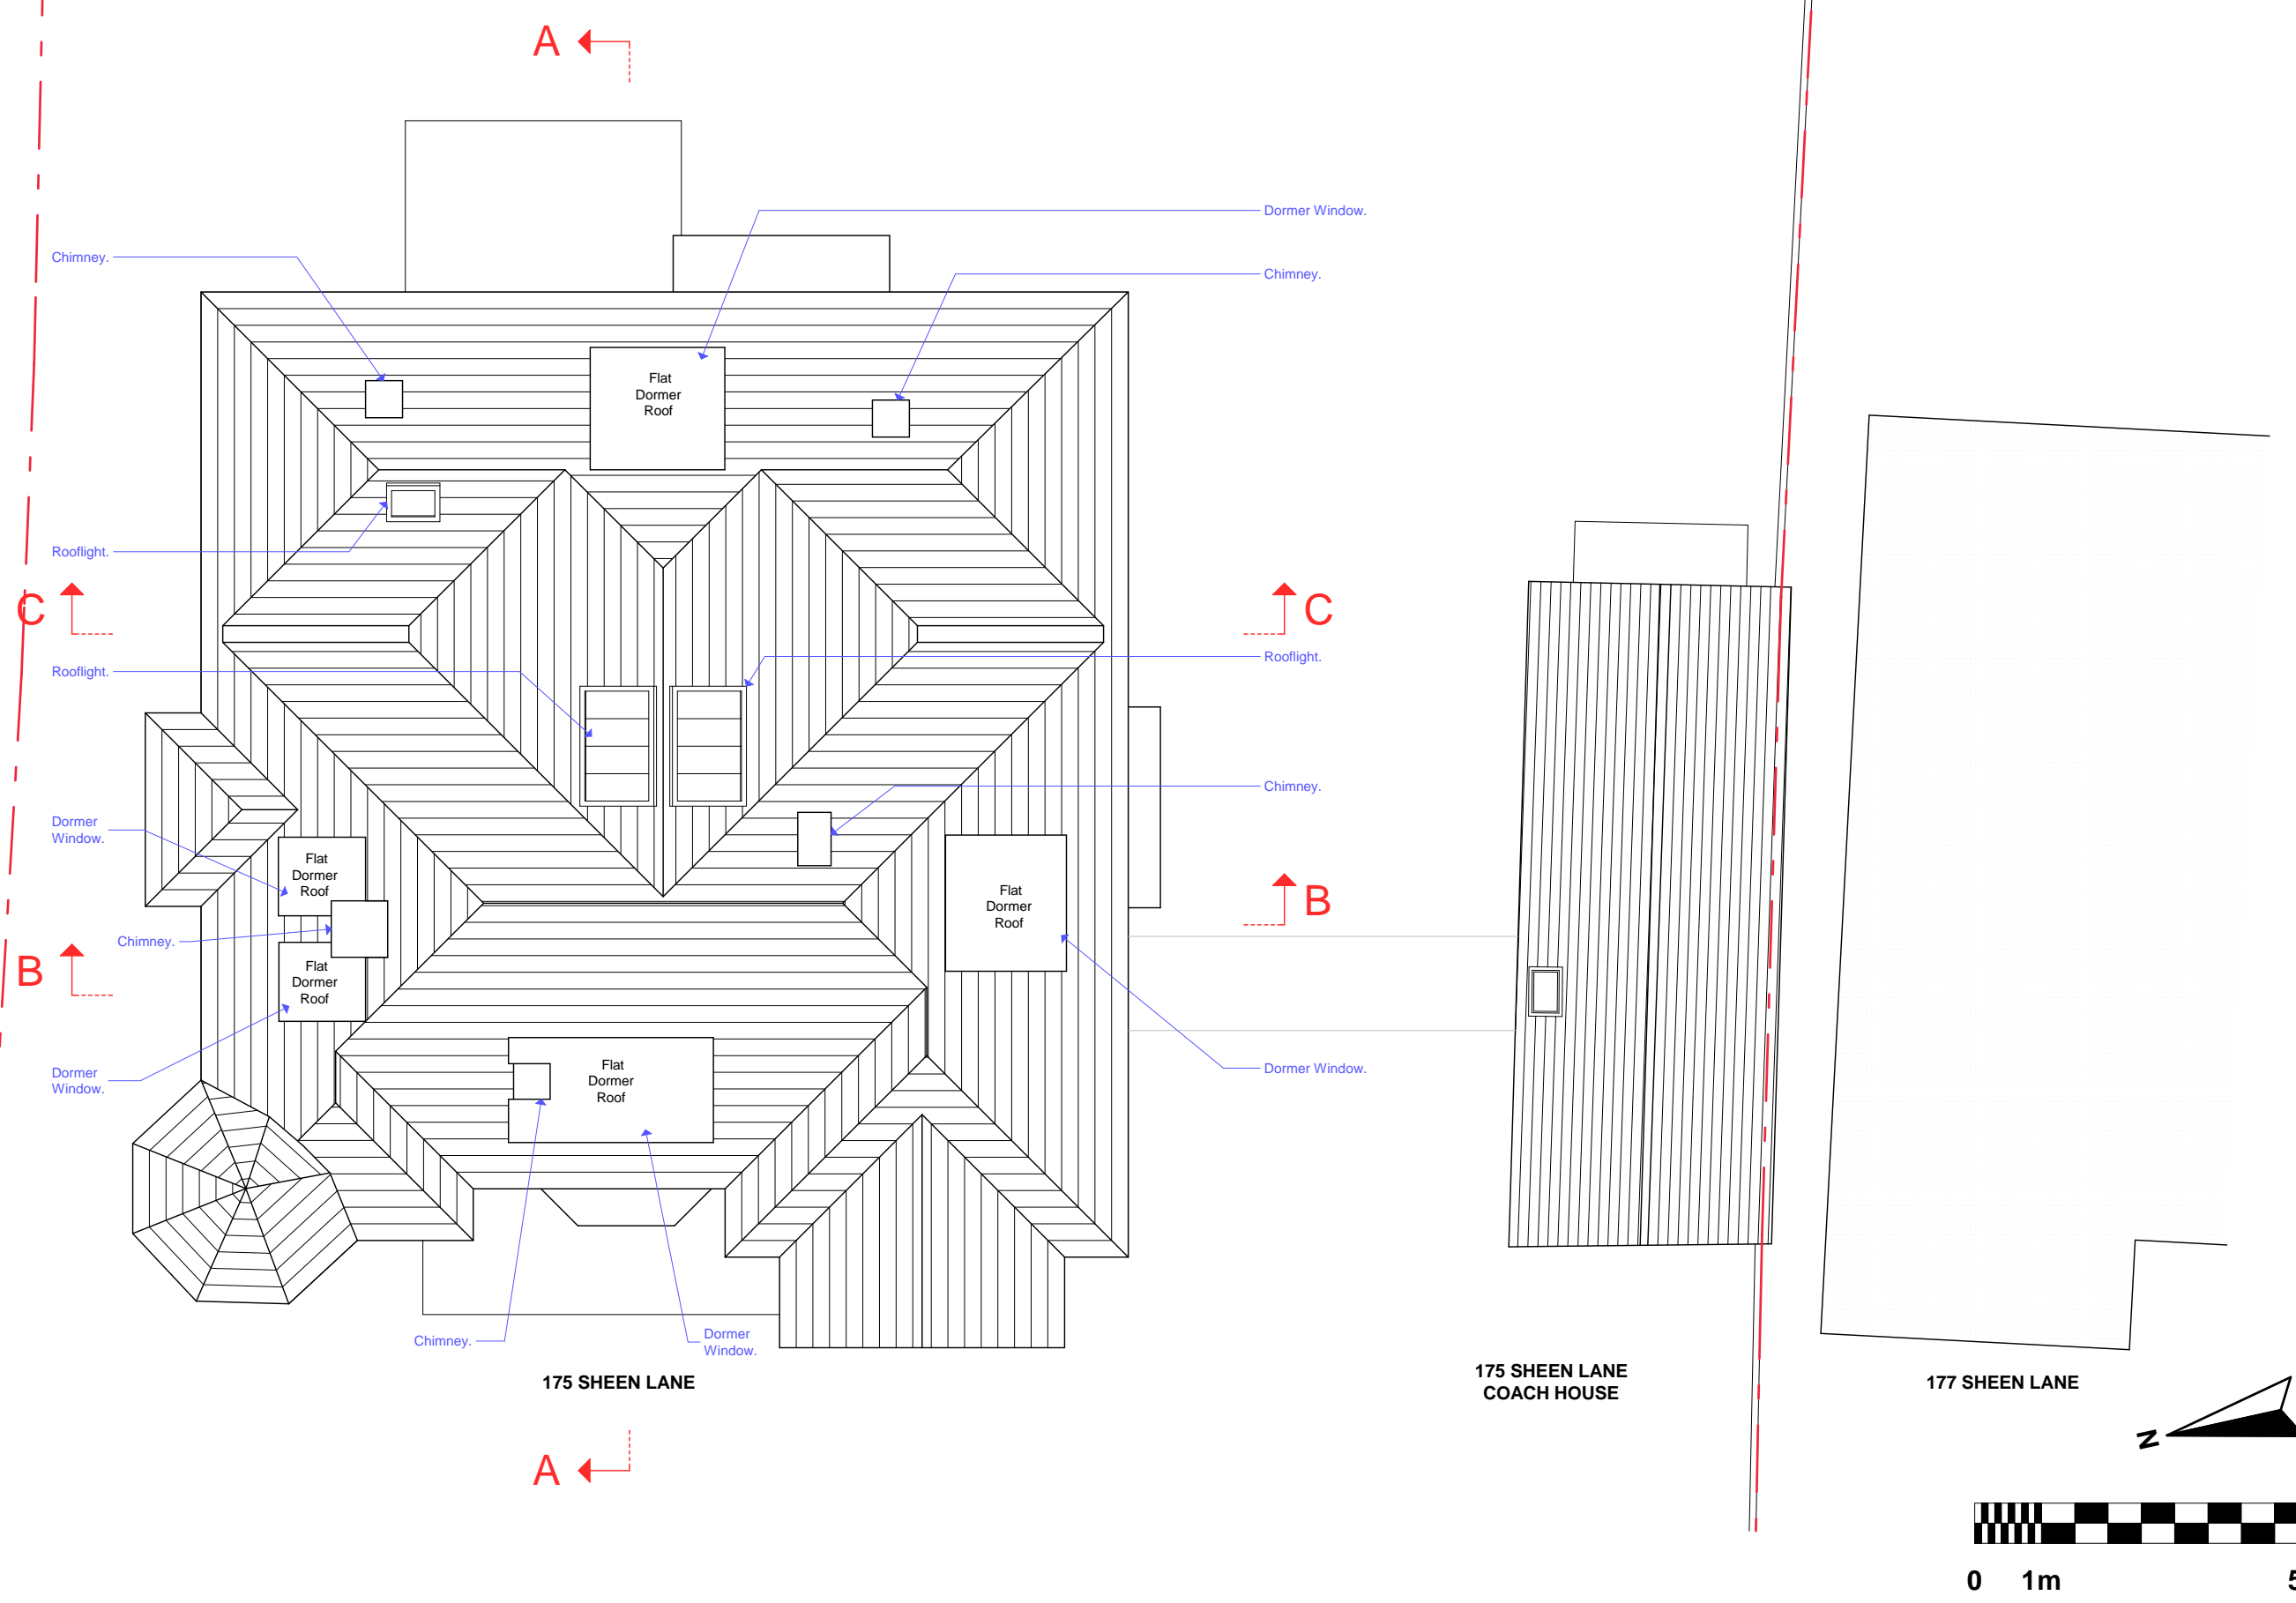 A
Dormer Window.
Chimney.
Chimney.
Flat
Dormer
Roof
Rooflight.
C
C
Rooflight.
Rooflight.
Chimney.
Dormer
Window.
Flat
Dormer
Roof
Flat
Dormer
Roof
B
Chimney.
B
Flat
Dormer
Roof
Dormer
Window.
Flat
Dormer
Roof
Dormer Window.
Chimney.
Dormer
Window.
175 SHEEN LANE
175 SHEEN LANE
COACH HOUSE
177 SHEEN LANE
N
A
0 1m 5